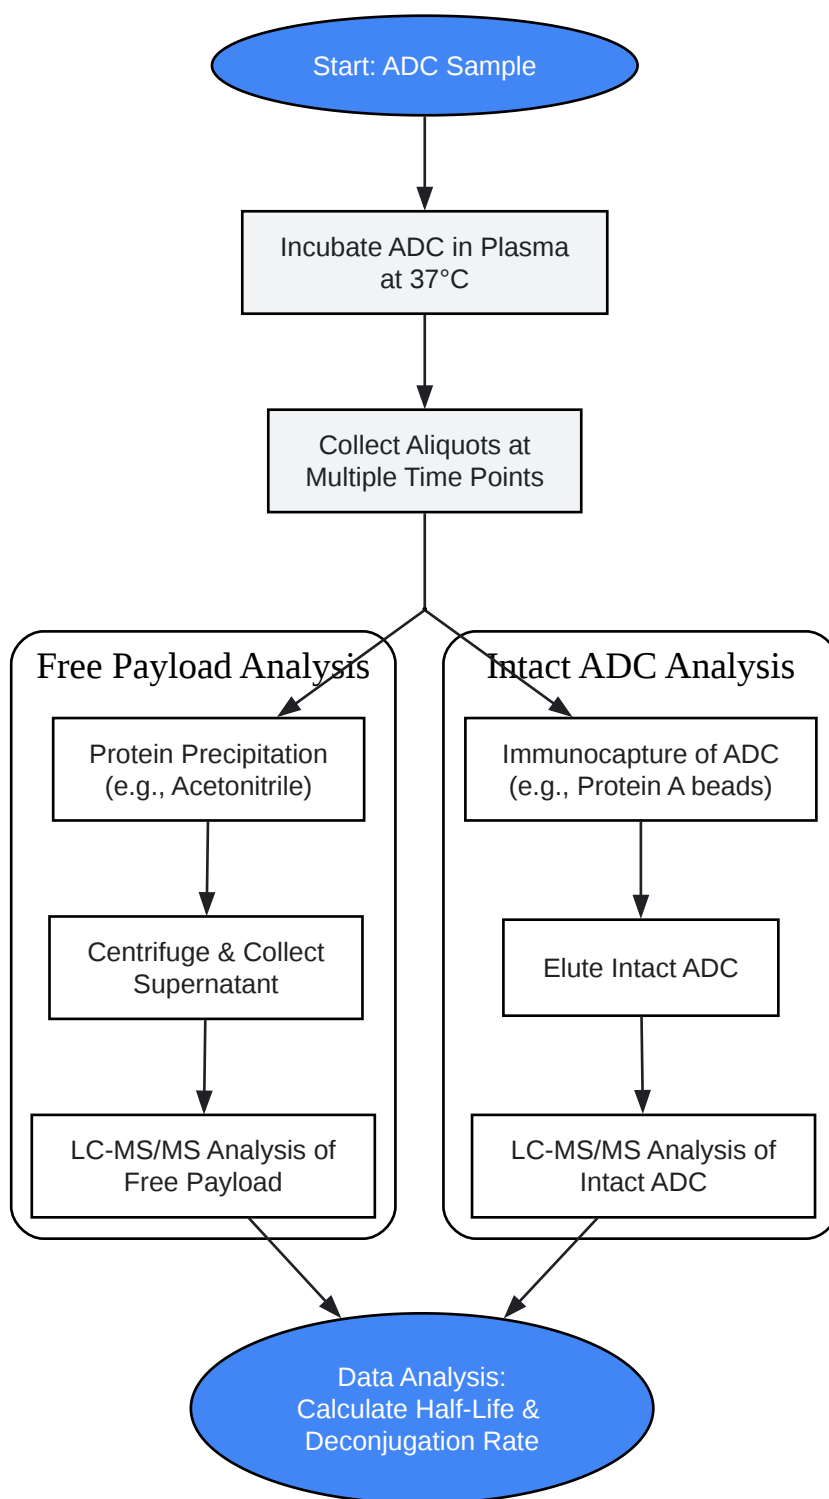 Start: ADC Sample
Incubate ADC in Plasma
at 37°C
Collect Aliquots at
Multiple Time Points
Free Payload Analysis
Protein Precipitation
(e.g., Acetonitrile)
Centrifuge & Collect
Supernatant
LC-MS/MS Analysis of
Free Payload
Intact ADC Analysis
Immunocapture of ADC
(e.g., Protein A beads)
Elute Intact ADC
LC-MS/MS Analysis of
Intact ADC
Data Analysis:
Calculate Half-Life &
Deconjugation Rate